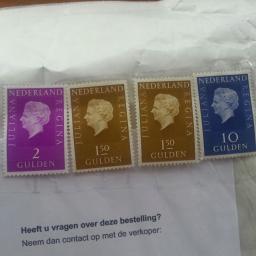 NEDERLAND
JULIANA
REGINA
2
GULDEN
NEDERLAND
JULIANA
REGINA
1.50
GULDEN
NEDERLAND
JULIANA
REGINA
1.50
GULDEN
NEDERLAND
JULIANA
REGINA
10
GULDEN
Heeft u vragen over deze bestelling?
Neem dan contact op met de verkoper: